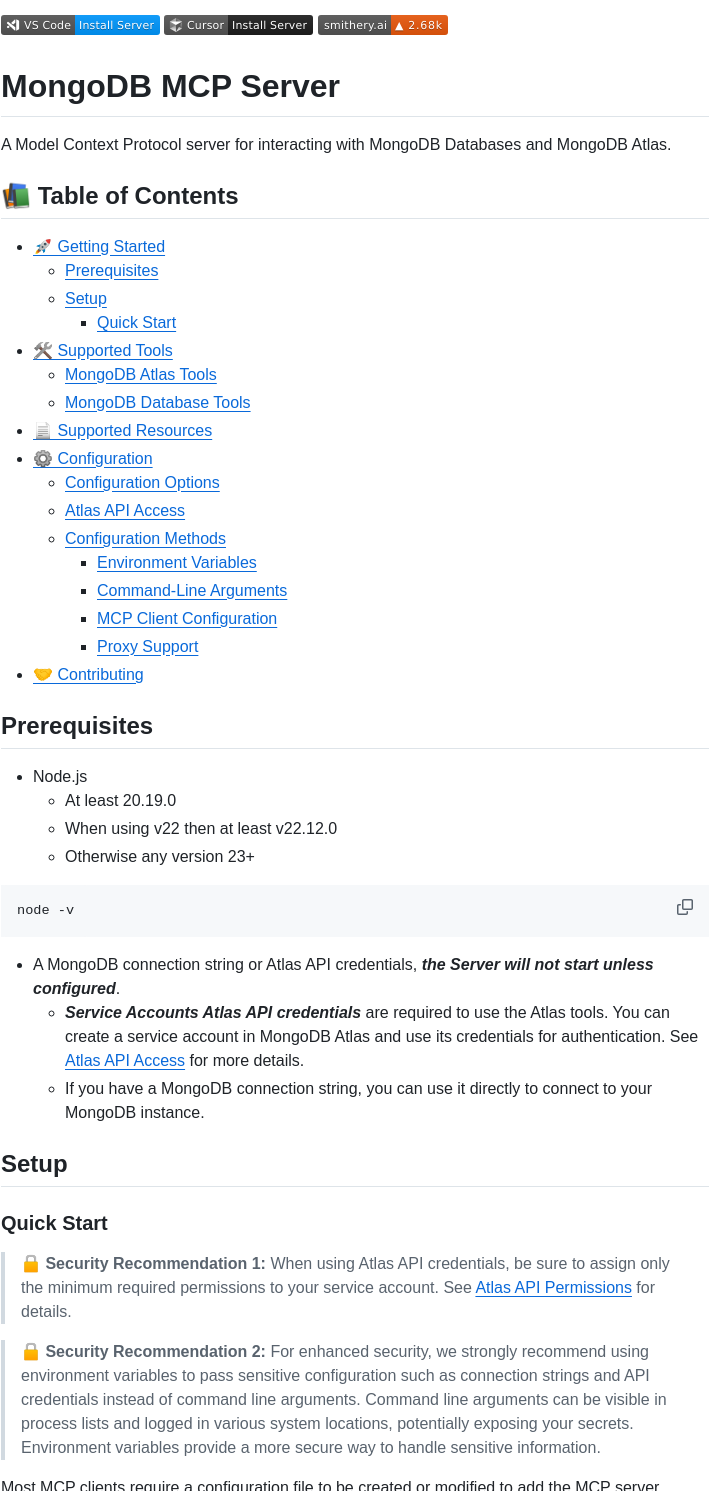 VS Code Install Server Cursor Install Server smithery.ai ▲ 2.68k
MongoDB MCP Server
A Model Context Protocol server for interacting with MongoDB Databases and MongoDB Atlas.
📚 Table of Contents
🚀 Getting Started
Prerequisites
Setup
Quick Start
🛠️ Supported Tools
MongoDB Atlas Tools
MongoDB Database Tools
📄 Supported Resources
⚙️ Configuration
Configuration Options
Atlas API Access
Configuration Methods
Environment Variables
Command-Line Arguments
MCP Client Configuration
Proxy Support
🤝 Contributing
Prerequisites
Node.js
At least 20.19.0
When using v22 then at least v22.12.0
Otherwise any version 23+
node -v
A MongoDB connection string or Atlas API credentials, the Server will not start unless
configured.
Service Accounts Atlas API credentials are required to use the Atlas tools. You can
create a service account in MongoDB Atlas and use its credentials for authentication. See
Atlas API Access for more details.
If you have a MongoDB connection string, you can use it directly to connect to your
MongoDB instance.
Setup
Quick Start
🔒 Security Recommendation 1: When using Atlas API credentials, be sure to assign only
the minimum required permissions to your service account. See Atlas API Permissions for
details.
🔒 Security Recommendation 2: For enhanced security, we strongly recommend using
environment variables to pass sensitive configuration such as connection strings and API
credentials instead of command line arguments. Command line arguments can be visible in
process lists and logged in various system locations, potentially exposing your secrets.
Environment variables provide a more secure way to handle sensitive information.
Most MCP clients require a configuration file to be created or modified to add the MCP server.